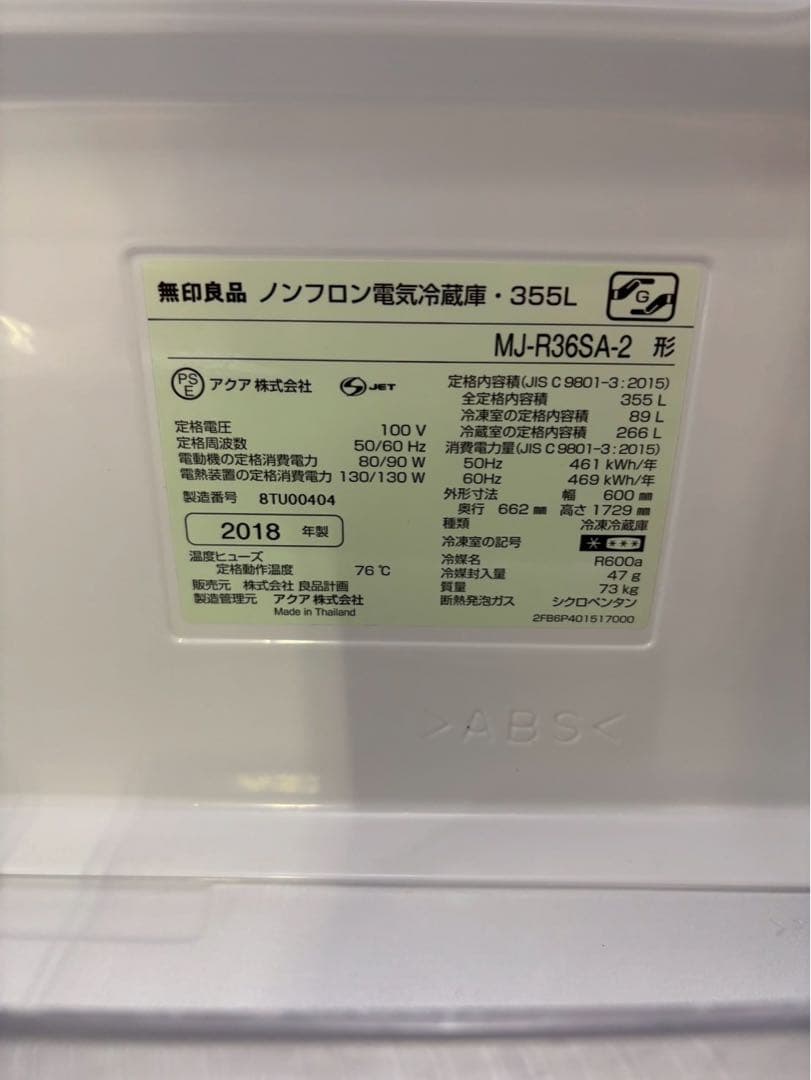 無印良品 ノンフロン電気冷蔵庫・355L
G
MJ-R36SA-2 形
PS E アクア株式会社 JET
定格電圧 100 V
定格周波数 50/60 Hz
電動機の定格消費電力 80/90 W
電熱装置の定格消費電力 130/130 W
製造番号 8TU00404
2018 年製
温度ヒューズ
定格動作温度 76℃
販売元 株式会社 良品計画
製造管理元 アクア株式会社
Made in Thailand
定格内容積(JIS C 9801-3:2015)
全定格内容積 355 L
冷凍室の定格内容積 89 L
冷蔵室の定格内容積 266 L
消費電力量(JIS C 9801-3:2015)
50Hz 461 kWh/年
60Hz 469 kWh/年
外形寸法 幅 600 ㎜
奥行 662 ㎜ 高さ 1729 ㎜
種類 冷凍冷蔵庫
冷凍室の記号 * ***
冷媒名 R600a
冷媒封入量 47 g
質量 73 kg
断熱発泡ガス シクロペンタン
2FB6P401517000
>ABS<